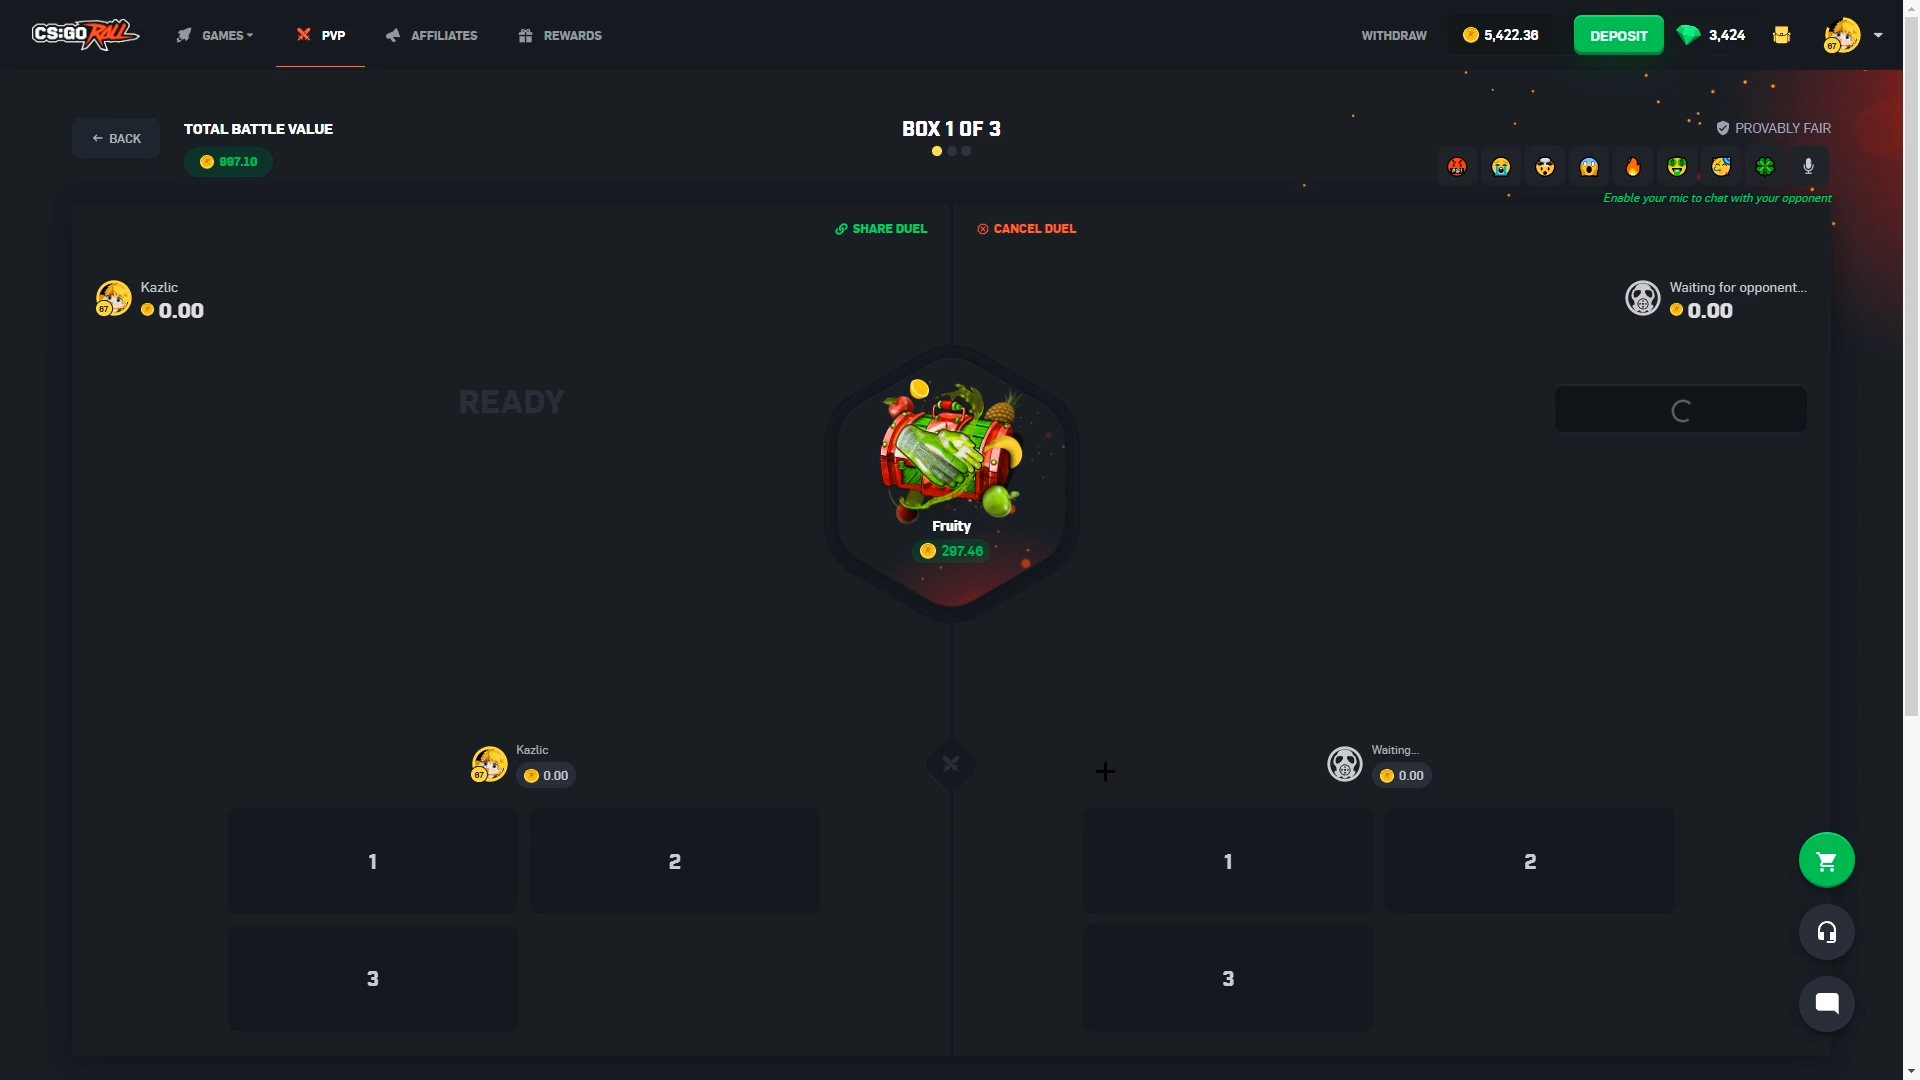 CS:GO ROLL
GAMES
PVP
AFFILIATES
REWARDS
WITHDRAW
5,422.36
DEPOSIT
3,424
67
BACK
TOTAL BATTLE VALUE
997.10
BOX 1 OF 3
PROVABLY FAIR
Enable your mic to chat with your opponent
SHARE DUEL
CANCEL DUEL
Kazlic
67
0.00
Waiting for opponent...
0.00
READY
Fruity
297.46
Kazlic
67
0.00
Waiting...
0.00
1
2
1
2
3
3